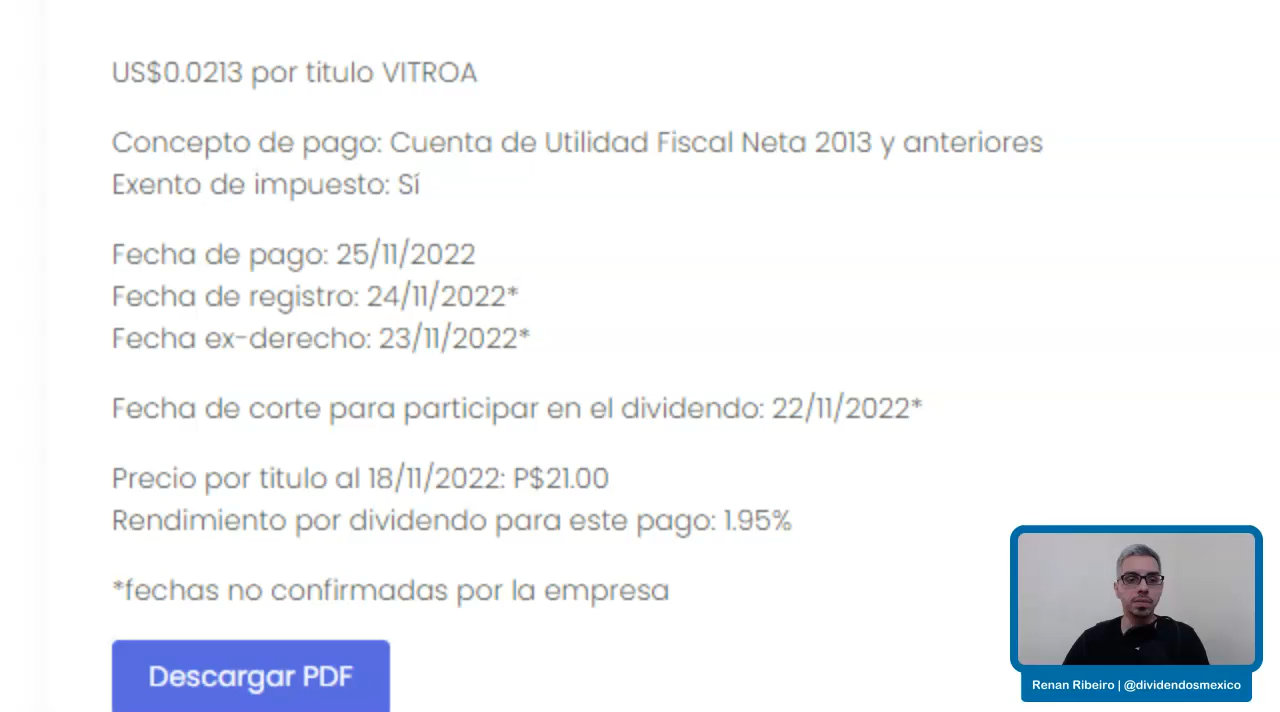 US$0.0213 por titulo VITROA
Concepto de pago: Cuenta de Utilidad Fiscal Neta 2013 y anteriores
Exento de impuesto: Sí
Fecha de pago: 25/11/2022
Fecha de registro: 24/11/2022*
Fecha ex-derecho: 23/11/2022*
Fecha de corte para participar en el dividendo: 22/11/2022*
Precio por titulo al 18/11/2022: P$21.00
Rendimiento por dividendo para este pago: 1.95%
*fechas no confirmadas por la empresa
Descargar PDF
Renan Ribeiro | @dividendosmexico